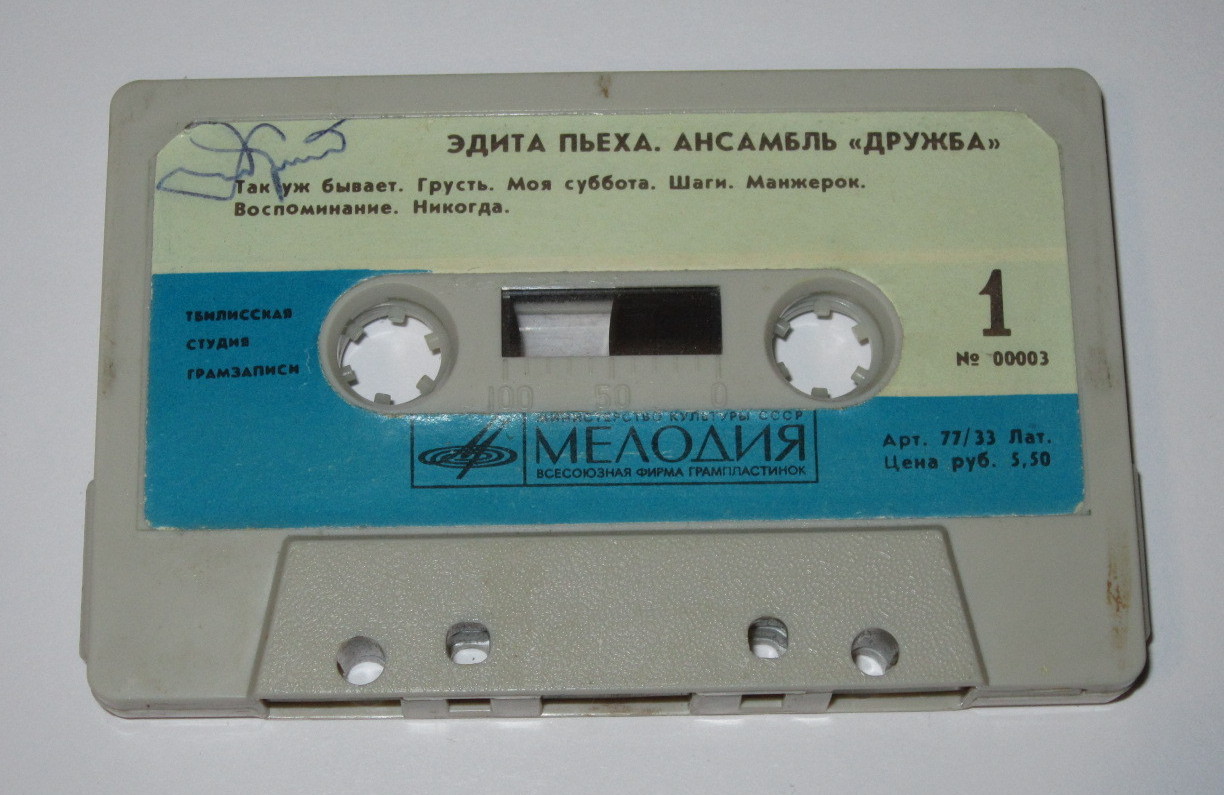 ЭДИТА ПЬЕХА. АНСАМБЛЬ «ДРУЖБА»
Так уж бывает. Грусть. Моя суббота. Шаги. Манжерок.
Воспоминание. Никогда.
ТБИЛИССКАЯ
СТУДИЯ
ГРАМЗАПИСИ
1
№ 00003
100 50 0
МИНИСТЕРСТВО КУЛЬТУРЫ СССР
МЕЛОДИЯ
ВСЕСОЮЗНАЯ ФИРМА ГРАМПЛАСТИНОК
Арт. 77/33 Лат.
Цена руб. 5,50